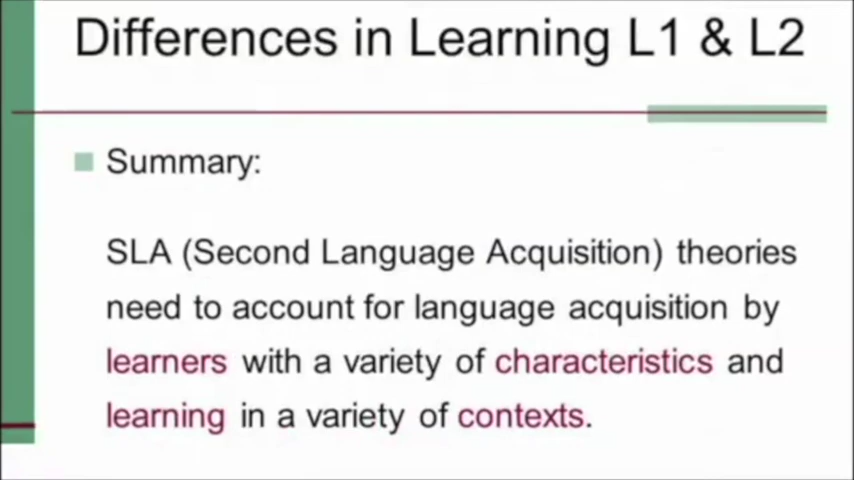 Differences in Learning L1 & L2
Summary:
SLA (Second Language Acquisition) theories
need to account for language acquisition by
learners with a variety of characteristics and
learning in a variety of contexts.